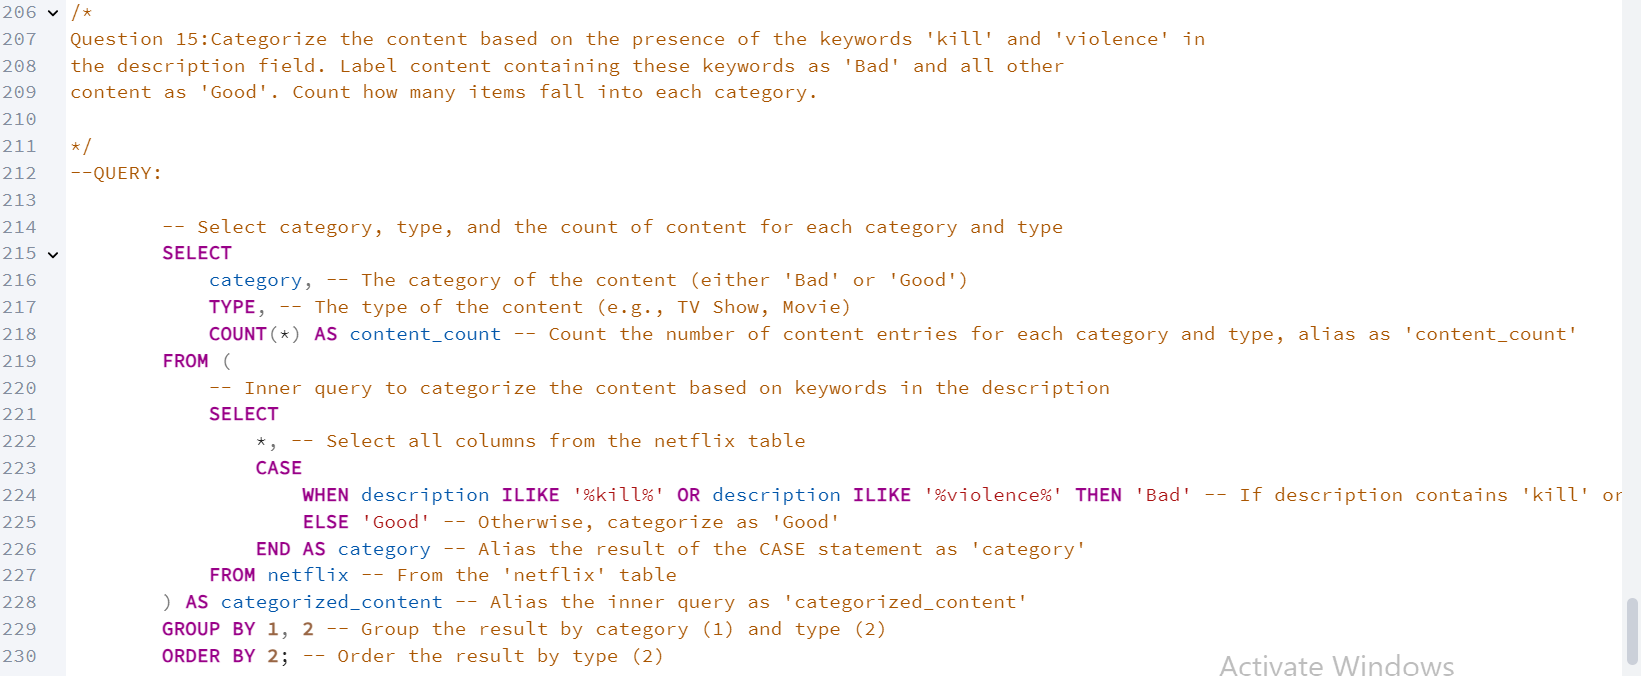 206 /*
207 Question 15:Categorize the content based on the presence of the keywords 'kill' and 'violence' in
208 the description field. Label content containing these keywords as 'Bad' and all other
209 content as 'Good'. Count how many items fall into each category.
210
211 */
212 --QUERY:
213
214 -- Select category, type, and the count of content for each category and type
215 SELECT
216 category, -- The category of the content (either 'Bad' or 'Good')
217 TYPE, -- The type of the content (e.g., TV Show, Movie)
218 COUNT(*) AS content_count -- Count the number of content entries for each category and type, alias as 'content_count'
219 FROM (
220 -- Inner query to categorize the content based on keywords in the description
221 SELECT
222 *, -- Select all columns from the netflix table
223 CASE
224 WHEN description ILIKE '%kill%' OR description ILIKE '%violence%' THEN 'Bad' -- If description contains 'kill' or
225 ELSE 'Good' -- Otherwise, categorize as 'Good'
226 END AS category -- Alias the result of the CASE statement as 'category'
227 FROM netflix -- From the 'netflix' table
228 ) AS categorized_content -- Alias the inner query as 'categorized_content'
229 GROUP BY 1, 2 -- Group the result by category (1) and type (2)
230 ORDER BY 2; -- Order the result by type (2)
Activate Windows